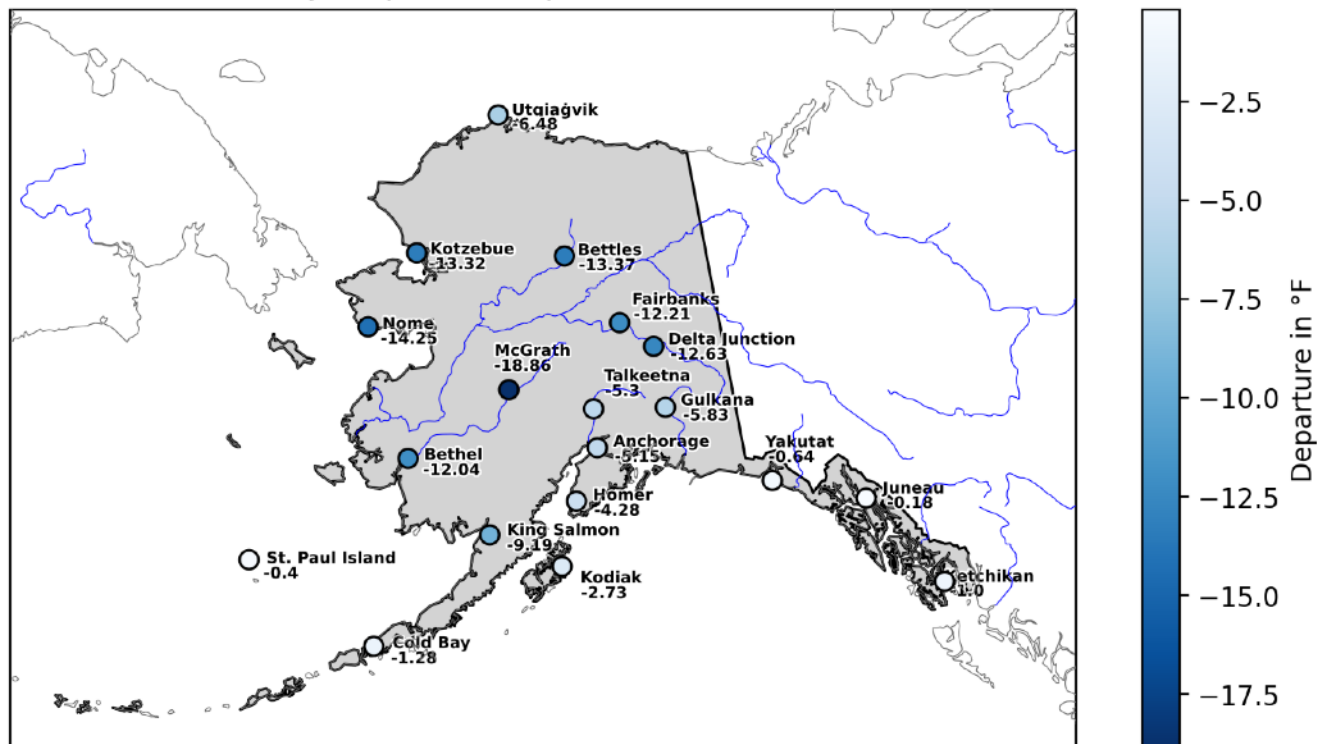 Utqiaġvik
-6.48
Kotzebue
-13.32
Bettles
-13.37
Fairbanks
-12.21
Nome
-14.25
Delta Junction
-12.63
McGrath
-18.86
Talkeetna
-5.3
Gulkana
-5.83
Anchorage
-5.15
Yakutat
-0.64
Bethel
-12.04
Juneau
-0.18
Homer
-4.28
King Salmon
-9.19
St. Paul Island
-0.4
Kodiak
-2.73
Ketchikan
-1.0
Cold Bay
-1.28
−2.5
−5.0
−7.5
−10.0
−12.5
−15.0
−17.5
Departure in °F